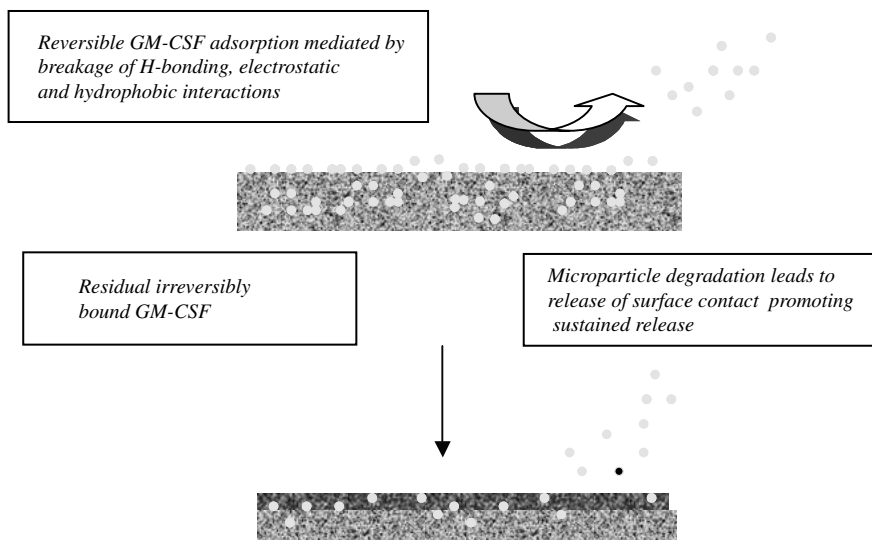 Reversible GM-CSF adsorption mediated by
breakage of H-bonding, electrostatic
and hydrophobic interactions
Residual irreversibly
bound GM-CSF
Microparticle degradation leads to
release of surface contact promoting
sustained release